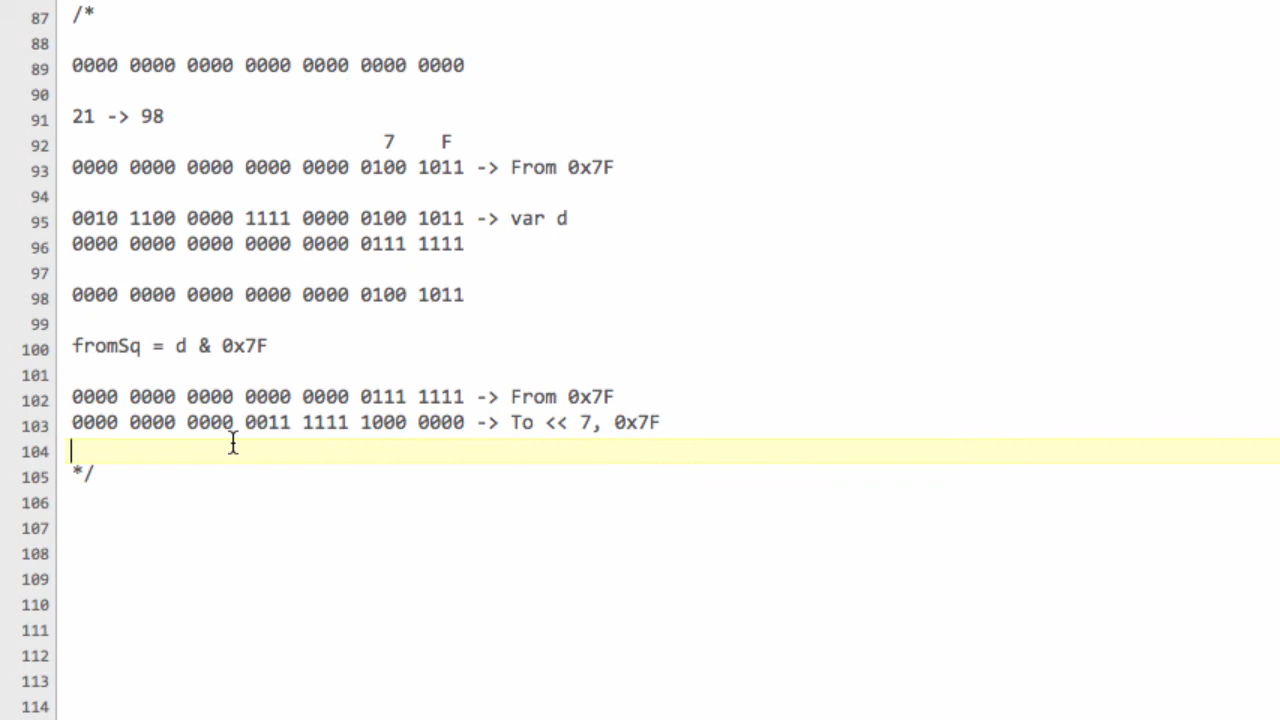 87 /*
88
89 0000 0000 0000 0000 0000 0000 0000
90
91 21 -> 98
92 7 F
93 0000 0000 0000 0000 0000 0100 1011 -> From 0x7F
94
95 0010 1100 0000 1111 0000 0100 1011 -> var d
96 0000 0000 0000 0000 0000 0111 1111
97
98 0000 0000 0000 0000 0000 0100 1011
99
100 fromSq = d & 0x7F
101
102 0000 0000 0000 0000 0000 0111 1111 -> From 0x7F
103 0000 0000 0000 0011 1111 1000 0000 -> To << 7, 0x7F
104
105 */
106
107
108
109
110
111
112
113
114